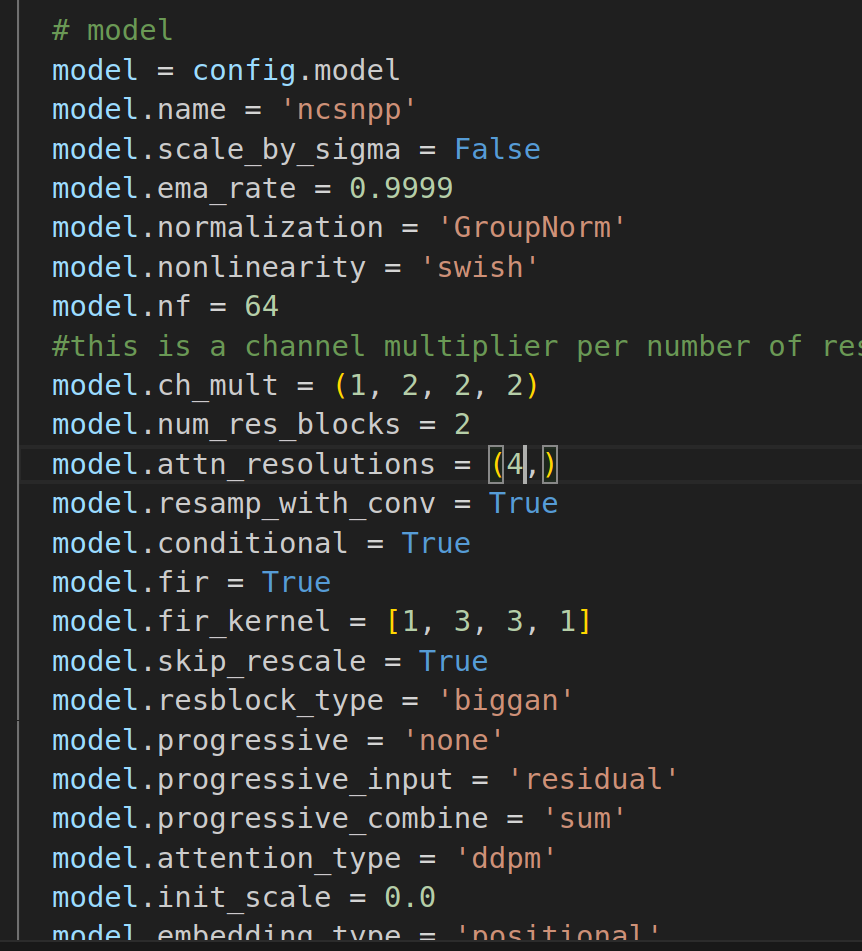 # model
model = config.model
model.name = 'ncsnpp'
model.scale_by_sigma = False
model.ema_rate = 0.9999
model.normalization = 'GroupNorm'
model.nonlinearity = 'swish'
model.nf = 64
#this is a channel multiplier per number of res
model.ch_mult = (1, 2, 2, 2)
model.num_res_blocks = 2
model.attn_resolutions = (4,)
model.resamp_with_conv = True
model.conditional = True
model.fir = True
model.fir_kernel = [1, 3, 3, 1]
model.skip_rescale = True
model.resblock_type = 'biggan'
model.progressive = 'none'
model.progressive_input = 'residual'
model.progressive_combine = 'sum'
model.attention_type = 'ddpm'
model.init_scale = 0.0
model.embedding_type = 'positional'